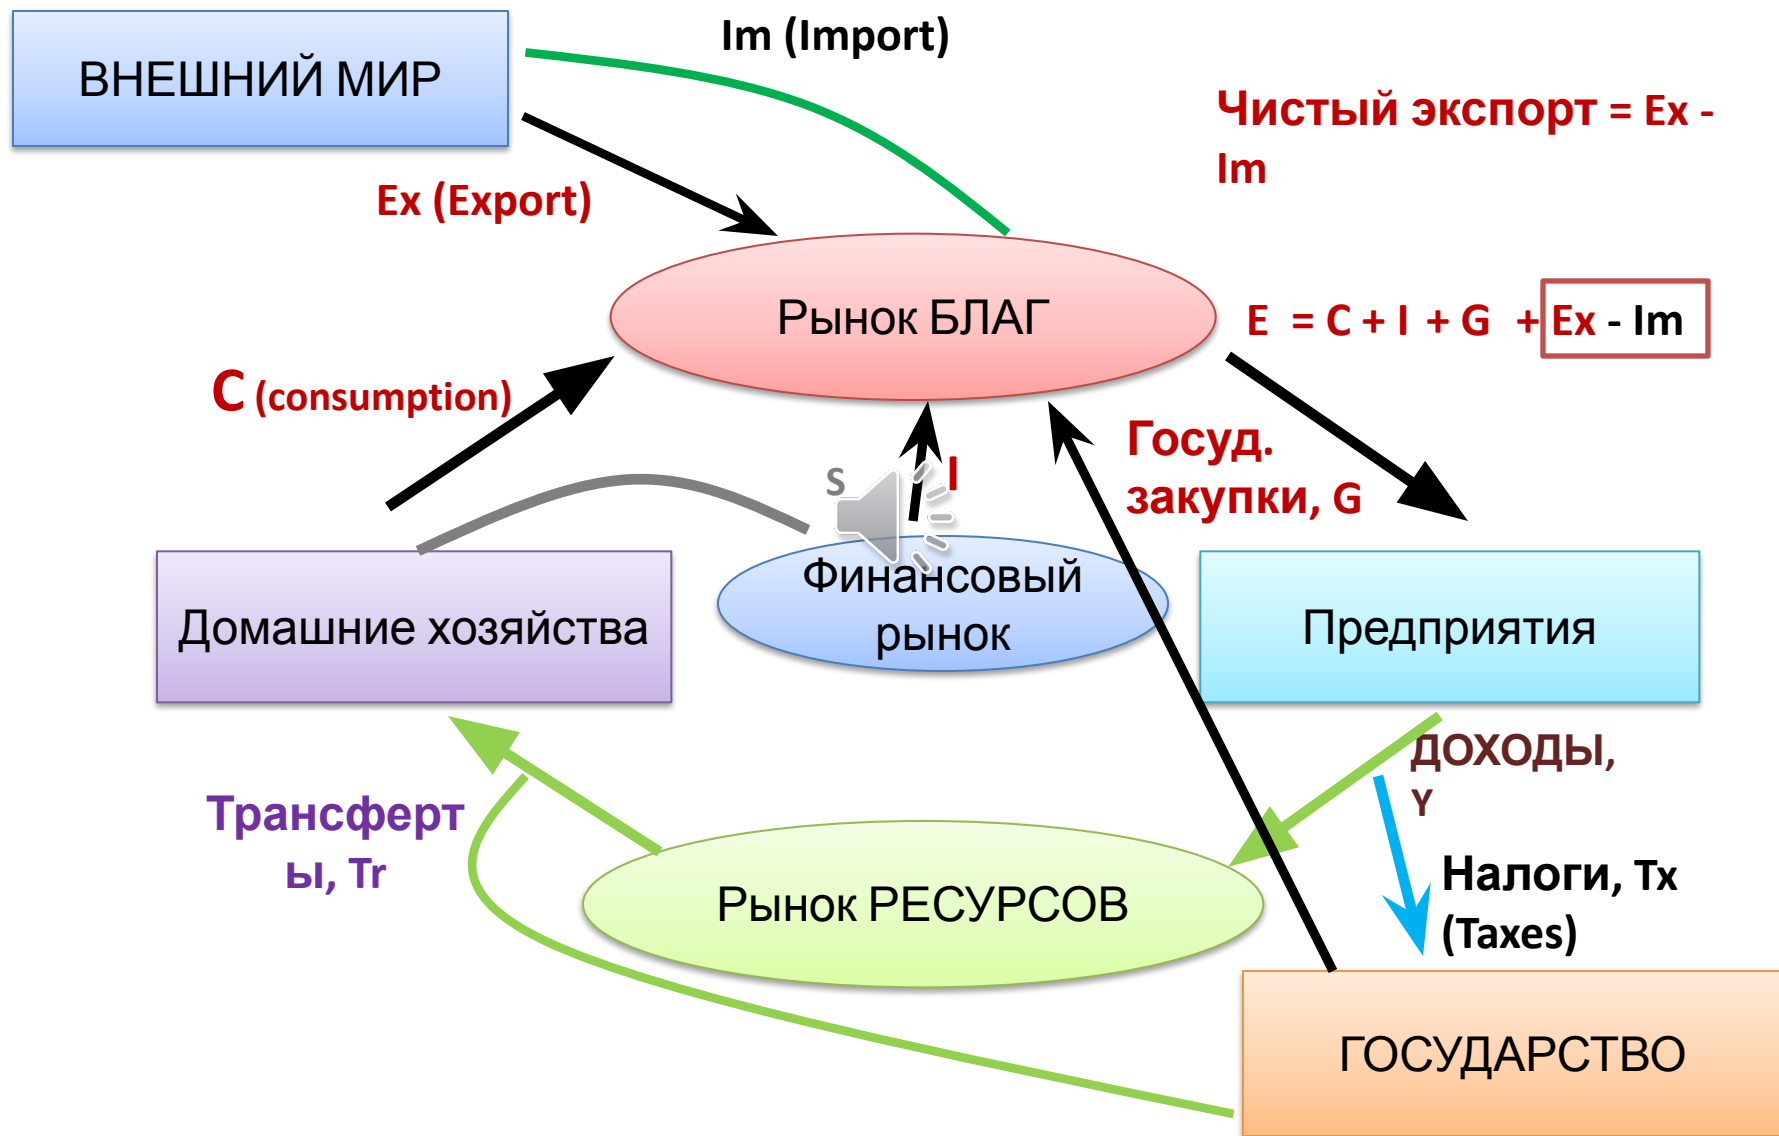 Im (Import)
ВНЕШНИЙ МИР
Чистый экспорт = Ex -
Im
Ex (Export)
Рынок БЛАГ
E = C + I + G + Ex - Im
C (consumption)
Госуд.
закупки, G
S
I
Финансовый
рынок
Домашние хозяйства
Предприятия
ДОХОДЫ,
Y
Трансферт
ы, Tr
Налоги, Tx
(Taxes)
Рынок РЕСУРСОВ
ГОСУДАРСТВО